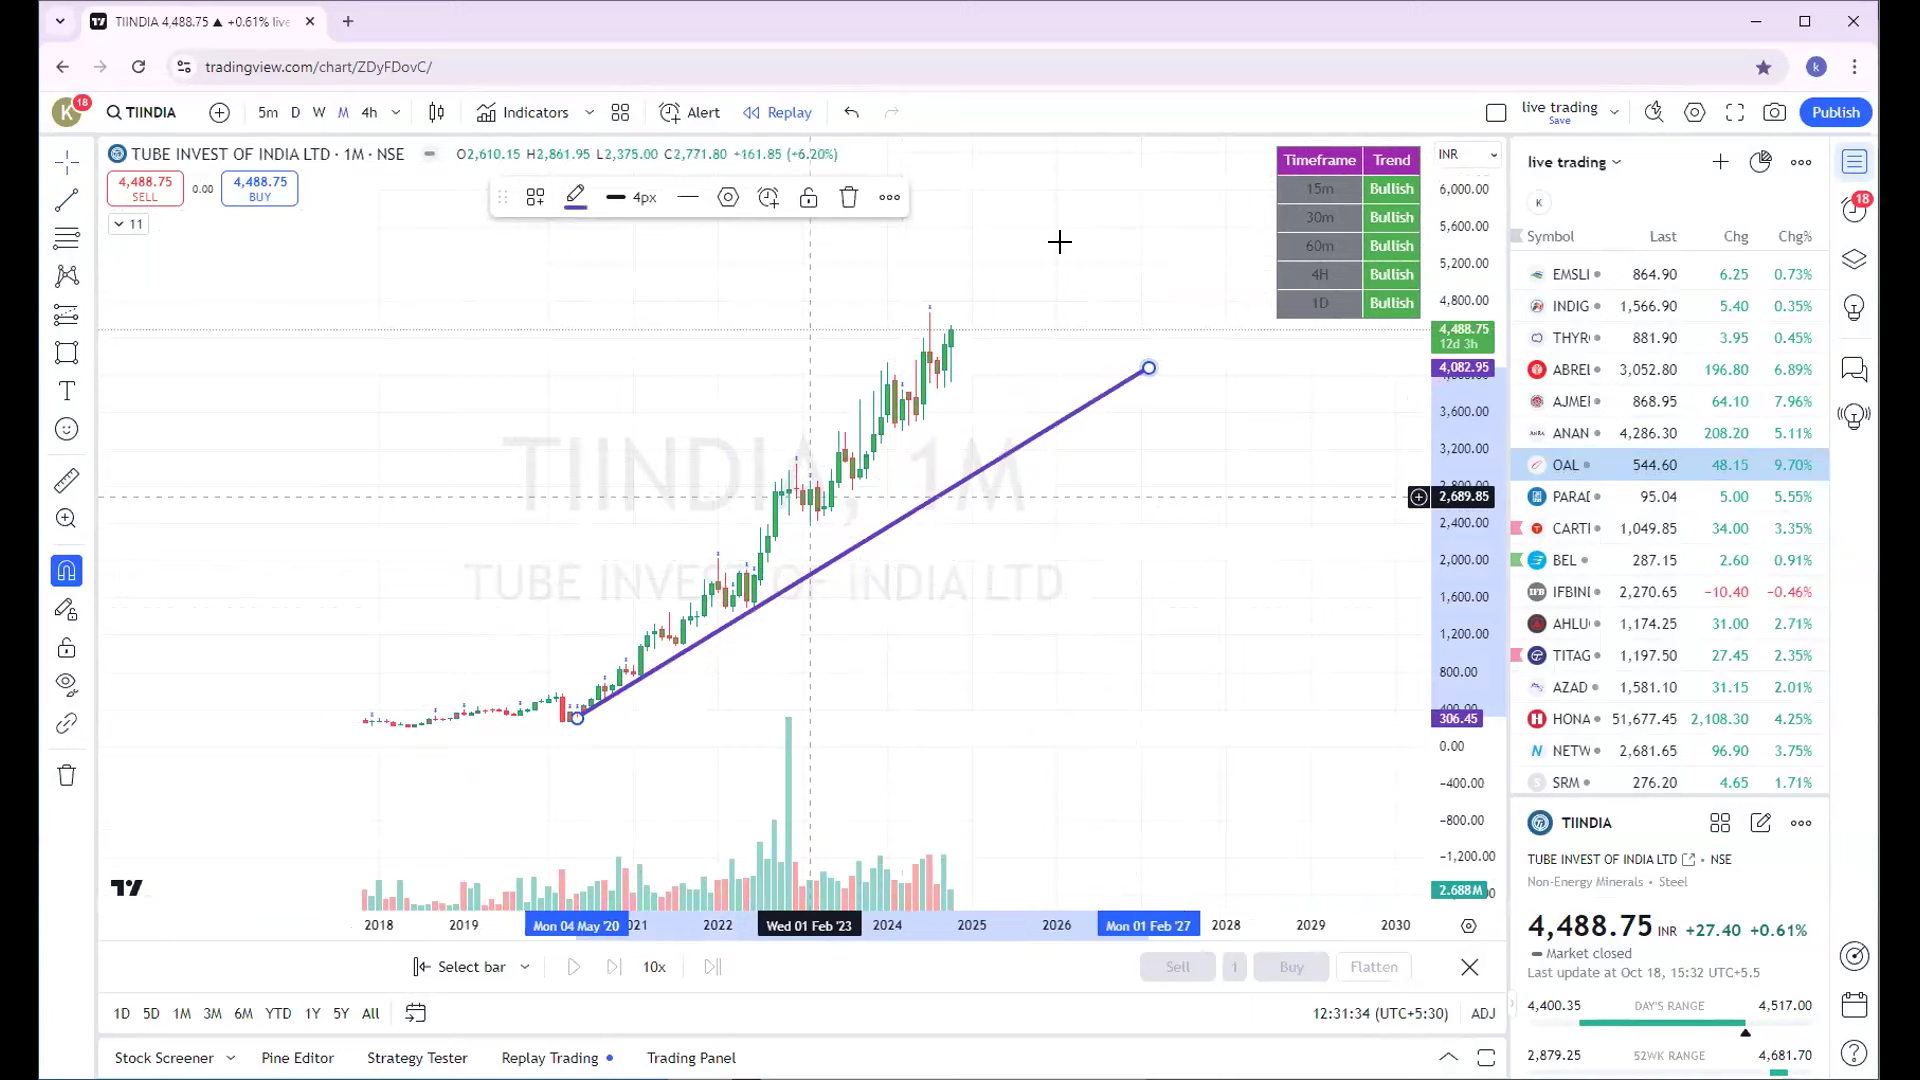 TIINDIA 4,488.75 ▲ +0.61% live
tradingview.com/chart/ZDyFDovC/
K 18 TIINDIA 5m D W M 4h Indicators Alert Replay live trading Save Publish
TUBE INVEST OF INDIA LTD · 1M · NSE O2,610.15 H2,861.95 L2,375.00 C2,771.80 +161.85 (+6.20%)
4,488.75 SELL 0.00 4,488.75 BUY
11
4px
Timeframe Trend
15m Bullish
30m Bullish
60m Bullish
4H Bullish
1D Bullish
INR
6,000.00
5,600.00
5,200.00
4,800.00
4,488.75
12d 3h
4,082.95
3,600.00
3,200.00
2,689.85
2,400.00
2,000.00
1,600.00
1,200.00
800.00
306.45
0.00
−400.00
−800.00
−1,200.00
2.688M
TIINDIA, 1M
TUBE INVEST OF INDIA LTD
2018 2019 Mon 04 May '20 021 2022 Wed 01 Feb '23 2024 2025 2026 Mon 01 Feb '27 2028 2029 2030
Select bar 10x Sell 1 Buy Flatten
1D 5D 1M 3M 6M YTD 1Y 5Y All 12:31:34 (UTC+5:30) ADJ
Stock Screener Pine Editor Strategy Tester Replay Trading Trading Panel
live trading
K
18
Symbol Last Chg Chg%
EMSLI 864.90 6.25 0.73%
INDIG 1,566.90 5.40 0.35%
THYR 881.90 3.95 0.45%
ABREL 3,052.80 196.80 6.89%
AJMEI 868.95 64.10 7.96%
ANAN 4,286.30 208.20 5.11%
OAL 544.60 48.15 9.70%
PARAI 95.04 5.00 5.55%
CARTI 1,049.85 34.00 3.35%
BEL 287.15 2.60 0.91%
IFBINI 2,270.65 −10.40 −0.46%
AHLU 1,174.25 31.00 2.71%
TITAG 1,197.50 27.45 2.35%
AZAD 1,581.10 31.15 2.01%
HONA 51,677.45 2,108.30 4.25%
NETW 2,681.65 96.90 3.75%
SRM 276.20 4.65 1.71%
TIINDIA
TUBE INVEST OF INDIA LTD • NSE
Non-Energy Minerals • Steel
4,488.75 INR +27.40 +0.61%
Market closed
Last update at Oct 18, 15:32 UTC+5.5
4,400.35 DAY'S RANGE 4,517.00
2,879.25 52WK RANGE 4,681.70